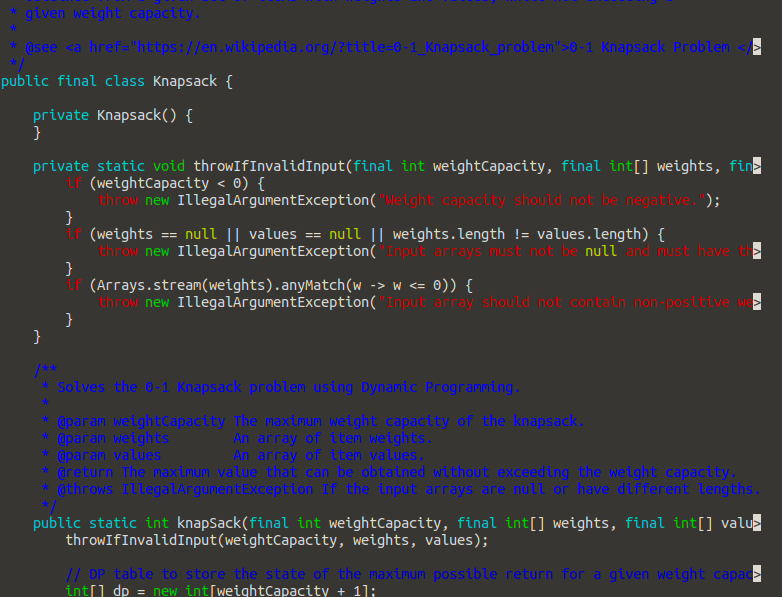 * given weight capacity.
 *
 * @see <a href="https://en.wikipedia.org/?title=0-1_Knapsack_problem">0-1 Knapsack Problem </>
 */
public final class Knapsack {

    private Knapsack() {
    }

    private static void throwIfInvalidInput(final int weightCapacity, final int[] weights, fin>
        if (weightCapacity < 0) {
            throw new IllegalArgumentException("Weight capacity should not be negative.");
        }
        if (weights == null || values == null || weights.length != values.length) {
            throw new IllegalArgumentException("Input arrays must not be null and must have th>
        }
        if (Arrays.stream(weights).anyMatch(w -> w <= 0)) {
            throw new IllegalArgumentException("Input array should not contain non-positive we>
        }
    }

    /**
     * Solves the 0-1 Knapsack problem using Dynamic Programming.
     *
     * @param weightCapacity The maximum weight capacity of the knapsack.
     * @param weights        An array of item weights.
     * @param values         An array of item values.
     * @return The maximum value that can be obtained without exceeding the weight capacity.
     * @throws IllegalArgumentException If the input arrays are null or have different lengths.
     */
    public static int knapSack(final int weightCapacity, final int[] weights, final int[] valu>
        throwIfInvalidInput(weightCapacity, weights, values);

        // DP table to store the state of the maximum possible return for a given weight capac>
        int[] dp = new int[weightCapacity + 1];